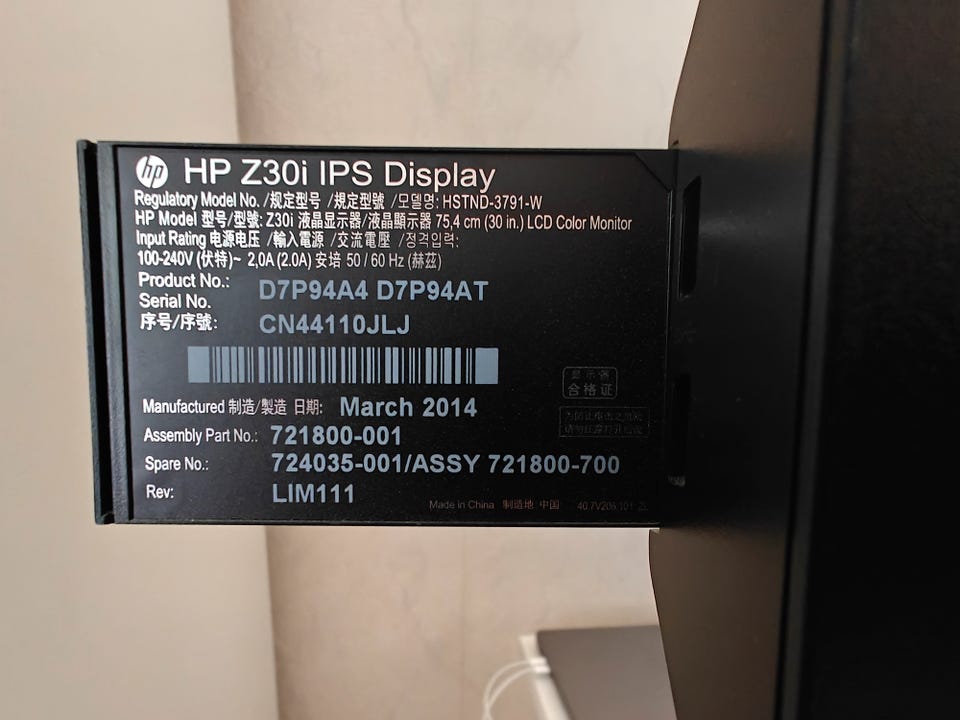 hp HP Z30i IPS Display
Regulatory Model No. /规定型号 /規定型號 /모델명: HSTND-3791-W
HP Model 型号/型號: Z30i 液晶显示器/液晶顯示器 75,4 cm (30 in.) LCD Color Monitor
Input Rating 电源电压 /輸入電源 /交流電壓 /정격입력:
100-240V (伏特)~ 2,0A (2.0A) 安培 50 / 60 Hz (赫茲)
Product No.: D7P94A4 D7P94AT
Serial No.
序号/序號: CN44110JLJ
显示器
合格证
Manufactured 制造/製造 日期: March 2014
Assembly Part No.: 721800-001
Spare No.: 724035-001/ASSY 721800-700
Rev: LIM111
Made in China 制造地: 中国